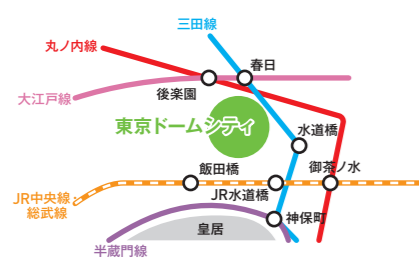 三田線
丸ノ内線
春日
大江戸線
後楽園
東京ドームシティ
水道橋
飯田橋
御茶ノ水
JR中央線・
総武線
JR水道橋
神保町
皇居
半蔵門線